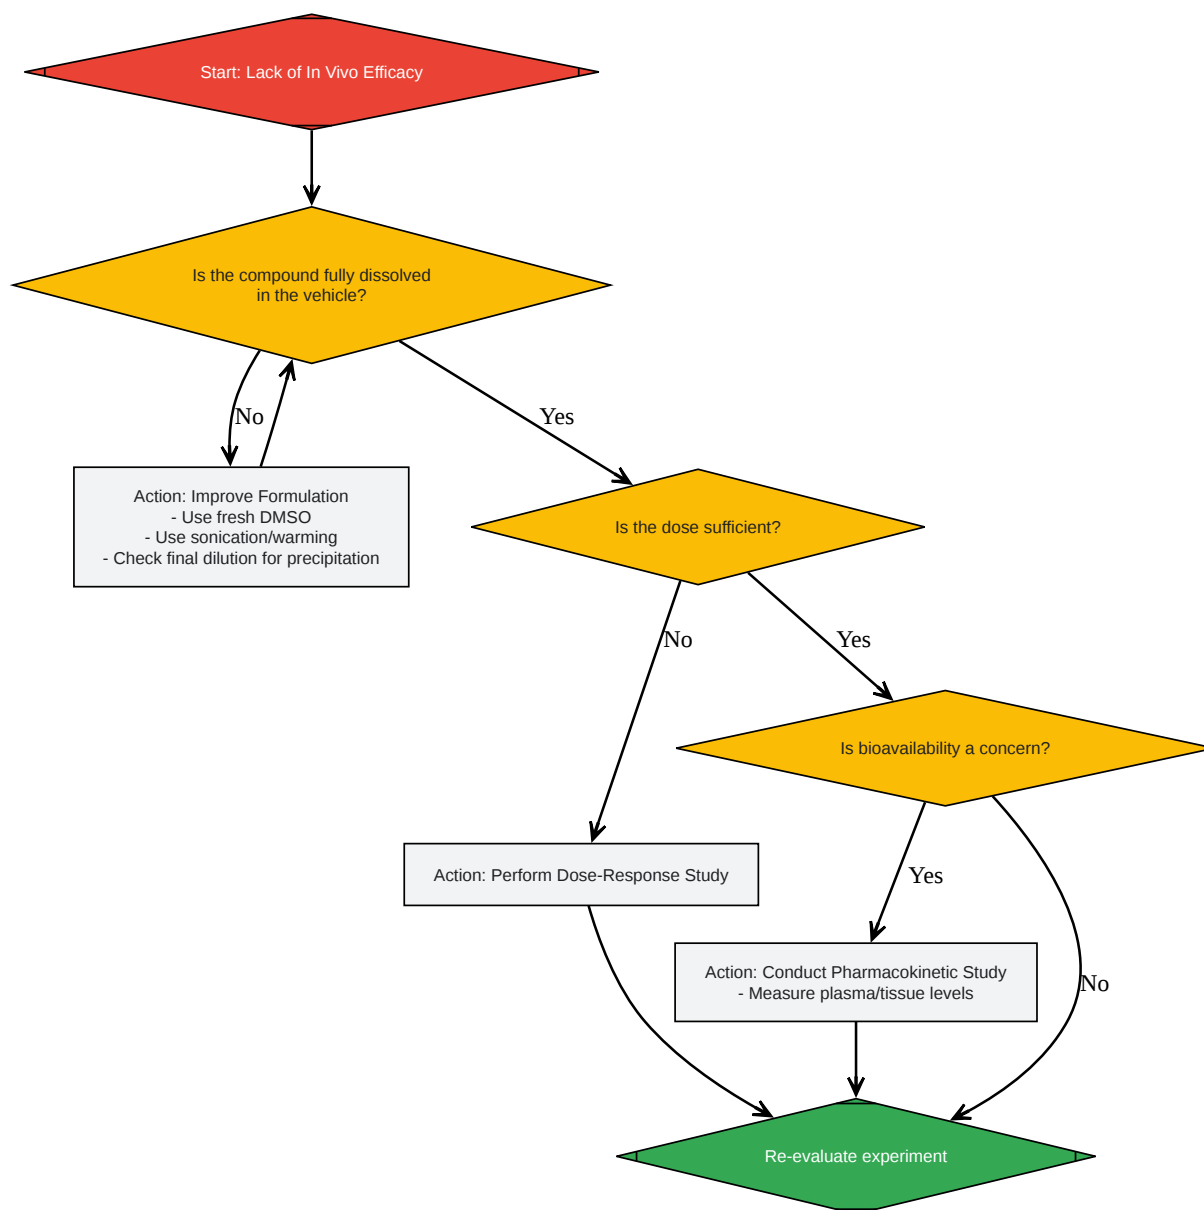 Start: Lack of In Vivo Efficacy
Is the compound fully dissolved
in the vehicle?
No
Yes
Action: Improve Formulation
- Use fresh DMSO
- Use sonication/warming
- Check final dilution for precipitation
Is the dose sufficient?
No
Yes
Is bioavailability a concern?
Action: Perform Dose-Response Study
Yes
No
Action: Conduct Pharmacokinetic Study
- Measure plasma/tissue levels
Re-evaluate experiment